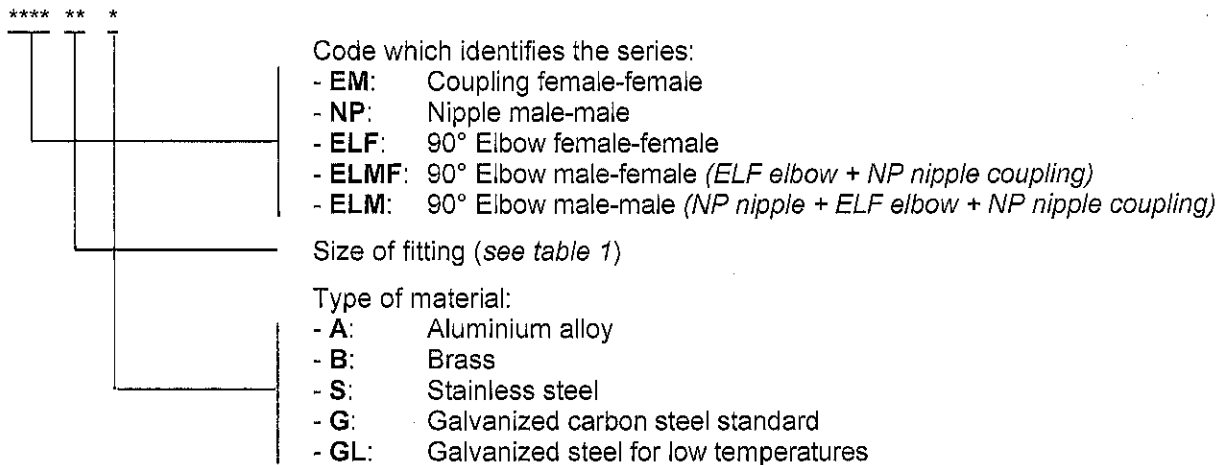 **** ** *
Code which identifies the series:
- EM: Coupling female-female
- NP: Nipple male-male
- ELF: 90° Elbow female-female
- ELMF: 90° Elbow male-female (ELF elbow + NP nipple coupling)
- ELM: 90° Elbow male-male (NP nipple + ELF elbow + NP nipple coupling)
Size of fitting (see table 1)
Type of material:
- A: Aluminium alloy
- B: Brass
- S: Stainless steel
- G: Galvanized carbon steel standard
- GL: Galvanized steel for low temperatures